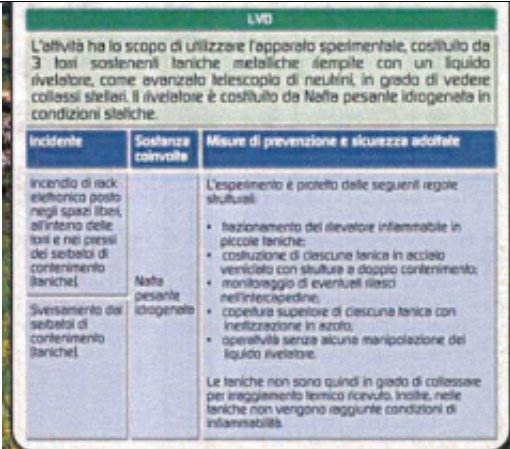 LVD
L'attività ha lo scopo di utilizzare l'apparato sperimentale, costituito da
3 torri sostenenti taniche metalliche riempite con un liquido
rivelatore, come avanzato telescopio di neutrini, in grado di vedere
collassi stellari. Il rivelatore è costituito da Nafta pesante idrogenata in
condizioni statiche.
Incidente
Sostanza
coinvolta
Misure di prevenzione e sicurezza adottate
Incendio di rack
elettronica posto
negli spazi liberi,
all'interno delle
torri e nei pressi
dei serbatoi di
contenimento
(taniche).
Sversamento dai
serbatoi di
contenimento
(taniche).
Nafta
pesante
idrogenata
L'esperimento è protetto dalle seguenti regole
strutturali:
• frazionamento del rilevatore infiammabile in
piccole taniche;
• costruzione di ciascuna tanica in acciaio
verniciato con struttura a doppio contenimento;
• monitoraggio di eventuali rilasci
nell'intercapedine;
• copertura superiore di ciascuna tanica con
inertizzazione in azoto;
• operatività senza alcuna manipolazione del
liquido rivelatore.
Le taniche non sono quindi in grado di collassare
per irraggiamento termico ricevuto. Inoltre, nelle
taniche non vengono raggiunte condizioni di
infiammabilità.